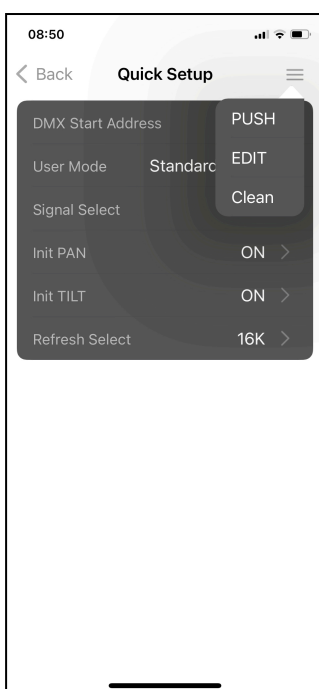 08:50
Back Quick Setup
DMX Start Address
PUSH
User Mode Standard
EDIT
Signal Select
Clean
Init PAN ON
Init TILT ON
Refresh Select 16K